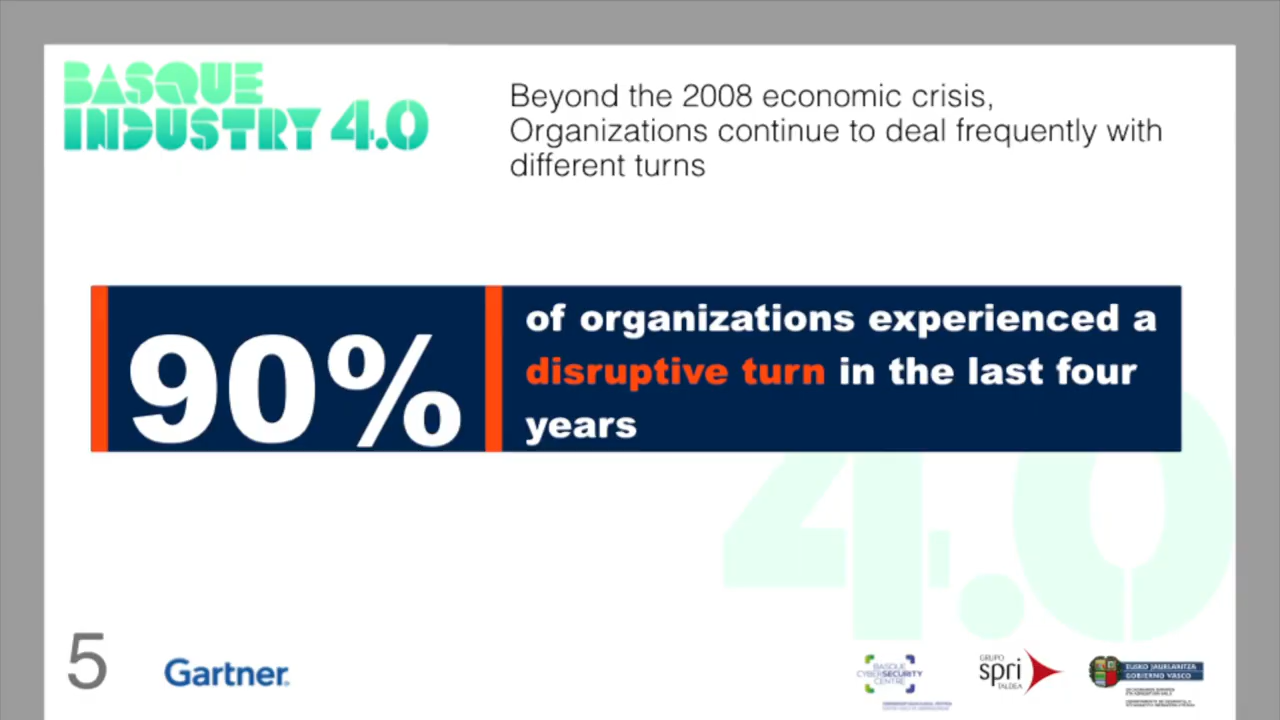 BASQUE
INDUSTRY 4.0
Beyond the 2008 economic crisis,
Organizations continue to deal frequently with
different turns
90%
of organizations experienced a
disruptive turn in the last four
years
4.0
5
Gartner
BASQUE
CYBERSECURITY
CENTRE
GRUPO
spri
TALDEA
EUSKO JAURLARITZA
GOBIERNO VASCO